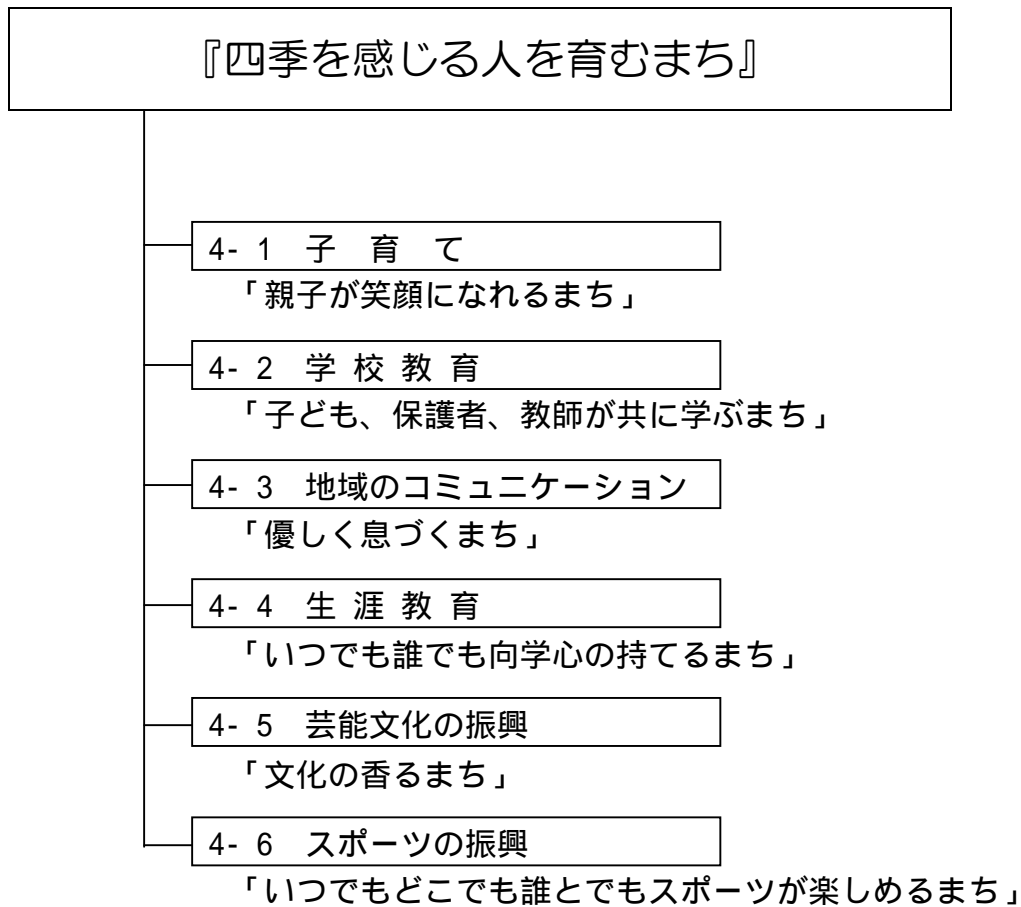 『四季を感じる人を育むまち』
4- 1　子　育　て
「親子が笑顔になれるまち」
4- 2　学 校 教 育
「子ども、保護者、教師が共に学ぶまち」
4- 3　地域のコミュニケーション
「優しく息づくまち」
4- 4　生 涯 教 育
「いつでも誰でも向学心の持てるまち」
4- 5　芸能文化の振興
「文化の香るまち」
4- 6　スポーツの振興
「いつでもどこでも誰とでもスポーツが楽しめるまち」